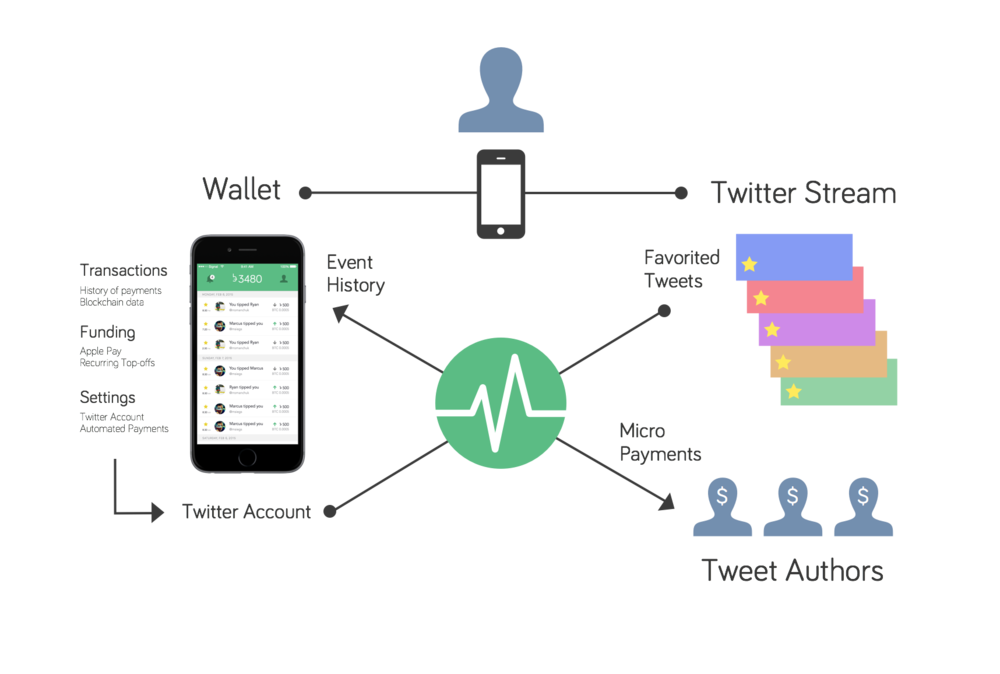 Wallet
Twitter Stream
Transactions
History of payments
Blockchain data
Funding
Apple Pay
Recurring Top-offs
Settings
Twitter Account
Automated Payments
3480
You tipped Ryan
Marcus tipped you
You tipped Ryan
You tipped Marcus
Ryan tipped you
Marcus tipped you
Marcus tipped you
Event
History
Favorited
Tweets
Micro
Payments
Twitter Account
$ $ $
Tweet Authors